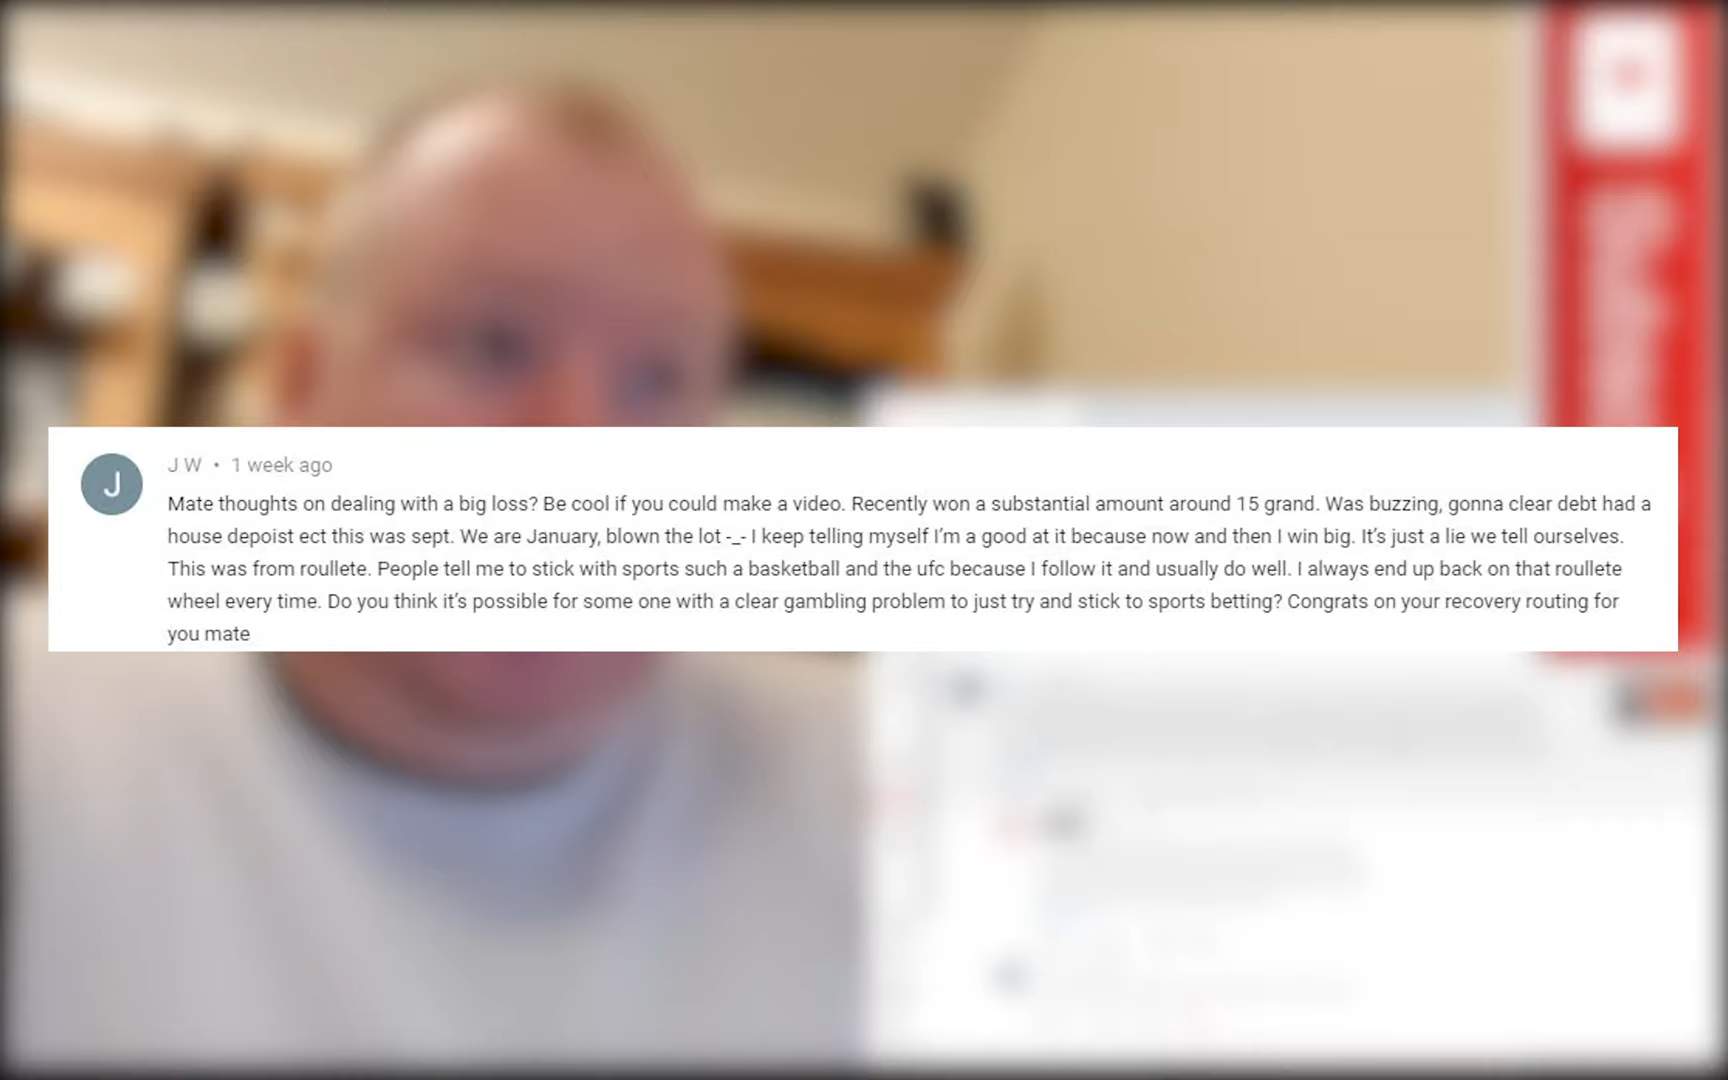 J
J W • 1 week ago
Mate thoughts on dealing with a big loss? Be cool if you could make a video. Recently won a substantial amount around 15 grand. Was buzzing, gonna clear debt had a
house depoist ect this was sept. We are January, blown the lot -_- I keep telling myself I'm a good at it because now and then I win big. It's just a lie we tell ourselves.
This was from roullete. People tell me to stick with sports such a basketball and the ufc because I follow it and usually do well. I always end up back on that roullete
wheel every time. Do you think it's possible for some one with a clear gambling problem to just try and stick to sports betting? Congrats on your recovery routing for
you mate